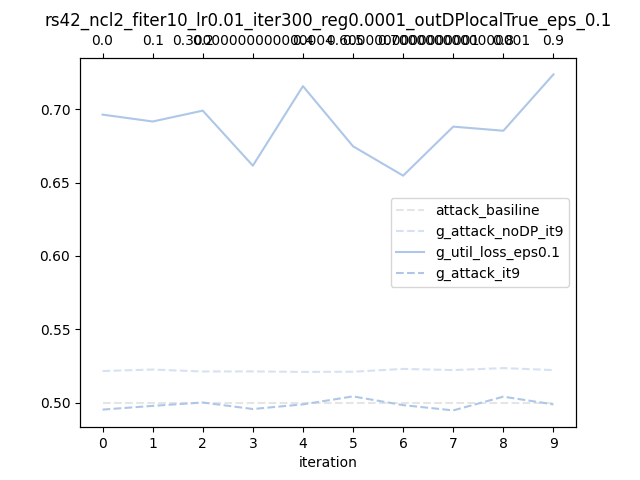 rs42_ncl2_fiter10_lr0.01_iter300_reg0.0001_outDPlocalTrue_eps_0.1
0.0 0.1 0.9
0.70
0.65
0.60
0.55
0.50
attack_basiline
g_attack_noDP_it9
g_util_loss_eps0.1
g_attack_it9
0 1 2 3 4 5 6 7 8 9
iteration